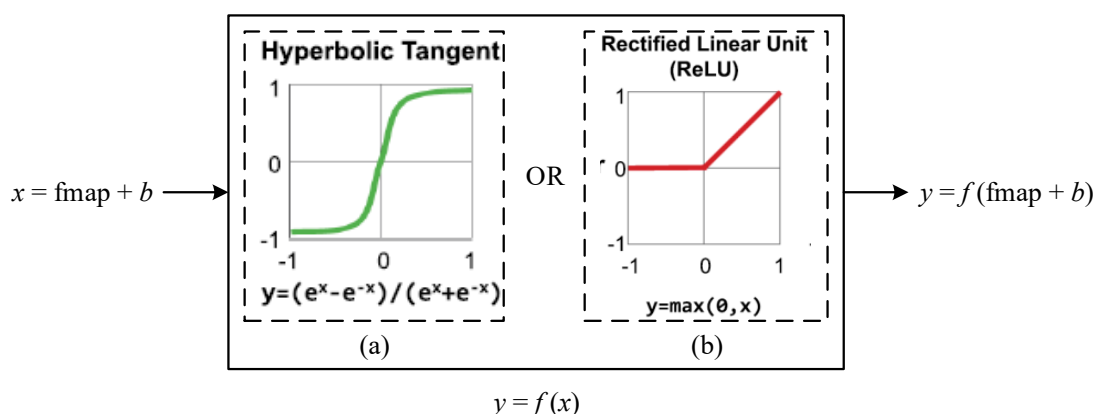 Hyperbolic Tangent
1
0
-1
-1 0 1
y=(eˣ-e⁻ˣ)/(eˣ+e⁻ˣ)
(a)
OR
Rectified Linear Unit
(ReLU)
1
0
-1
-1 0 1
y=max(0,x)
(b)
x = fmap + b
y = f (fmap + b)
y = f (x)